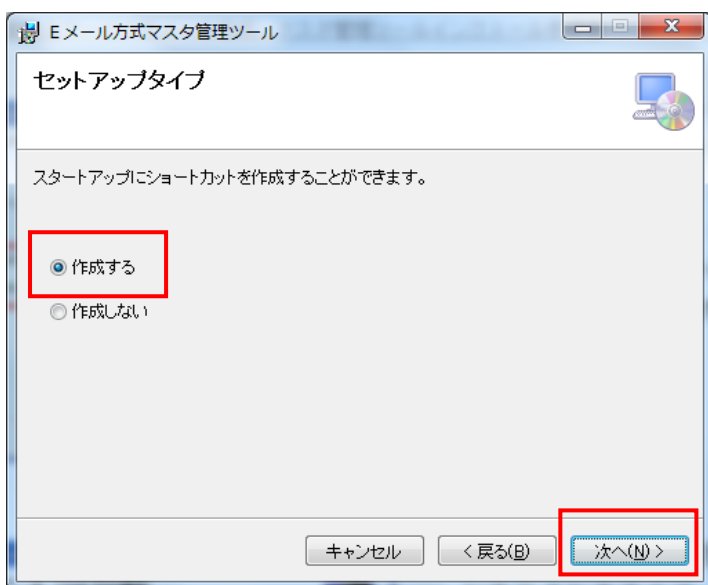 Eメール方式マスタ管理ツール
セットアップタイプ
スタートアップにショートカットを作成することができます。
作成する
作成しない
キャンセル
< 戻る(B)
次へ(N) >